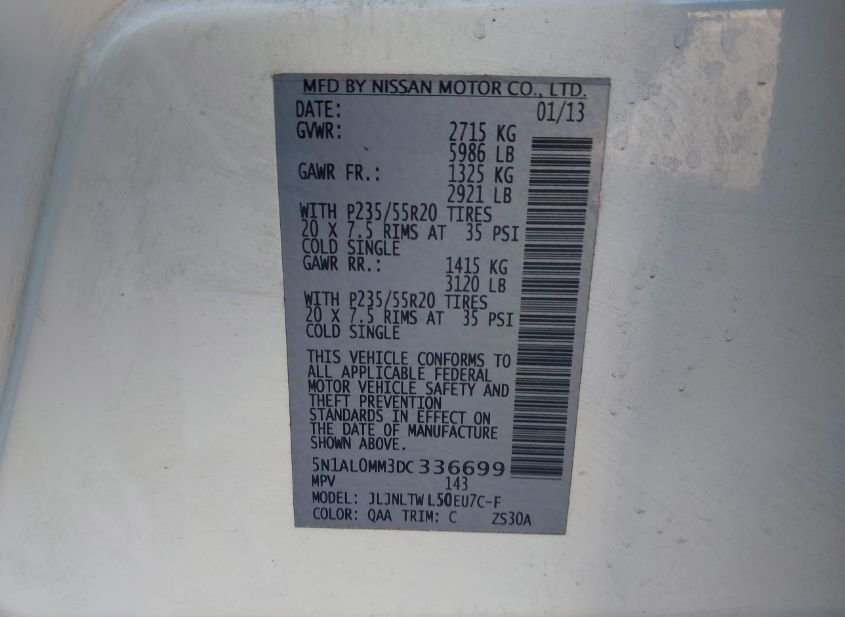 MFD BY NISSAN MOTOR CO., LTD.
DATE: 01/13
GVWR: 2715 KG
5986 LB
GAWR FR.: 1325 KG
2921 LB
WITH P235/55R20 TIRES
20 X 7.5 RIMS AT 35 PSI
COLD SINGLE
GAWR RR.: 1415 KG
3120 LB
WITH P235/55R20 TIRES
20 X 7.5 RIMS AT 35 PSI
COLD SINGLE
THIS VEHICLE CONFORMS TO
ALL APPLICABLE FEDERAL
MOTOR VEHICLE SAFETY AND
THEFT PREVENTION
STANDARDS IN EFFECT ON
THE DATE OF MANUFACTURE
SHOWN ABOVE.
5N1AL0MM3DC 336699
MPV 143
MODEL: JLJNLTW L50EU7C-F
COLOR: QAA TRIM: C ZS30A